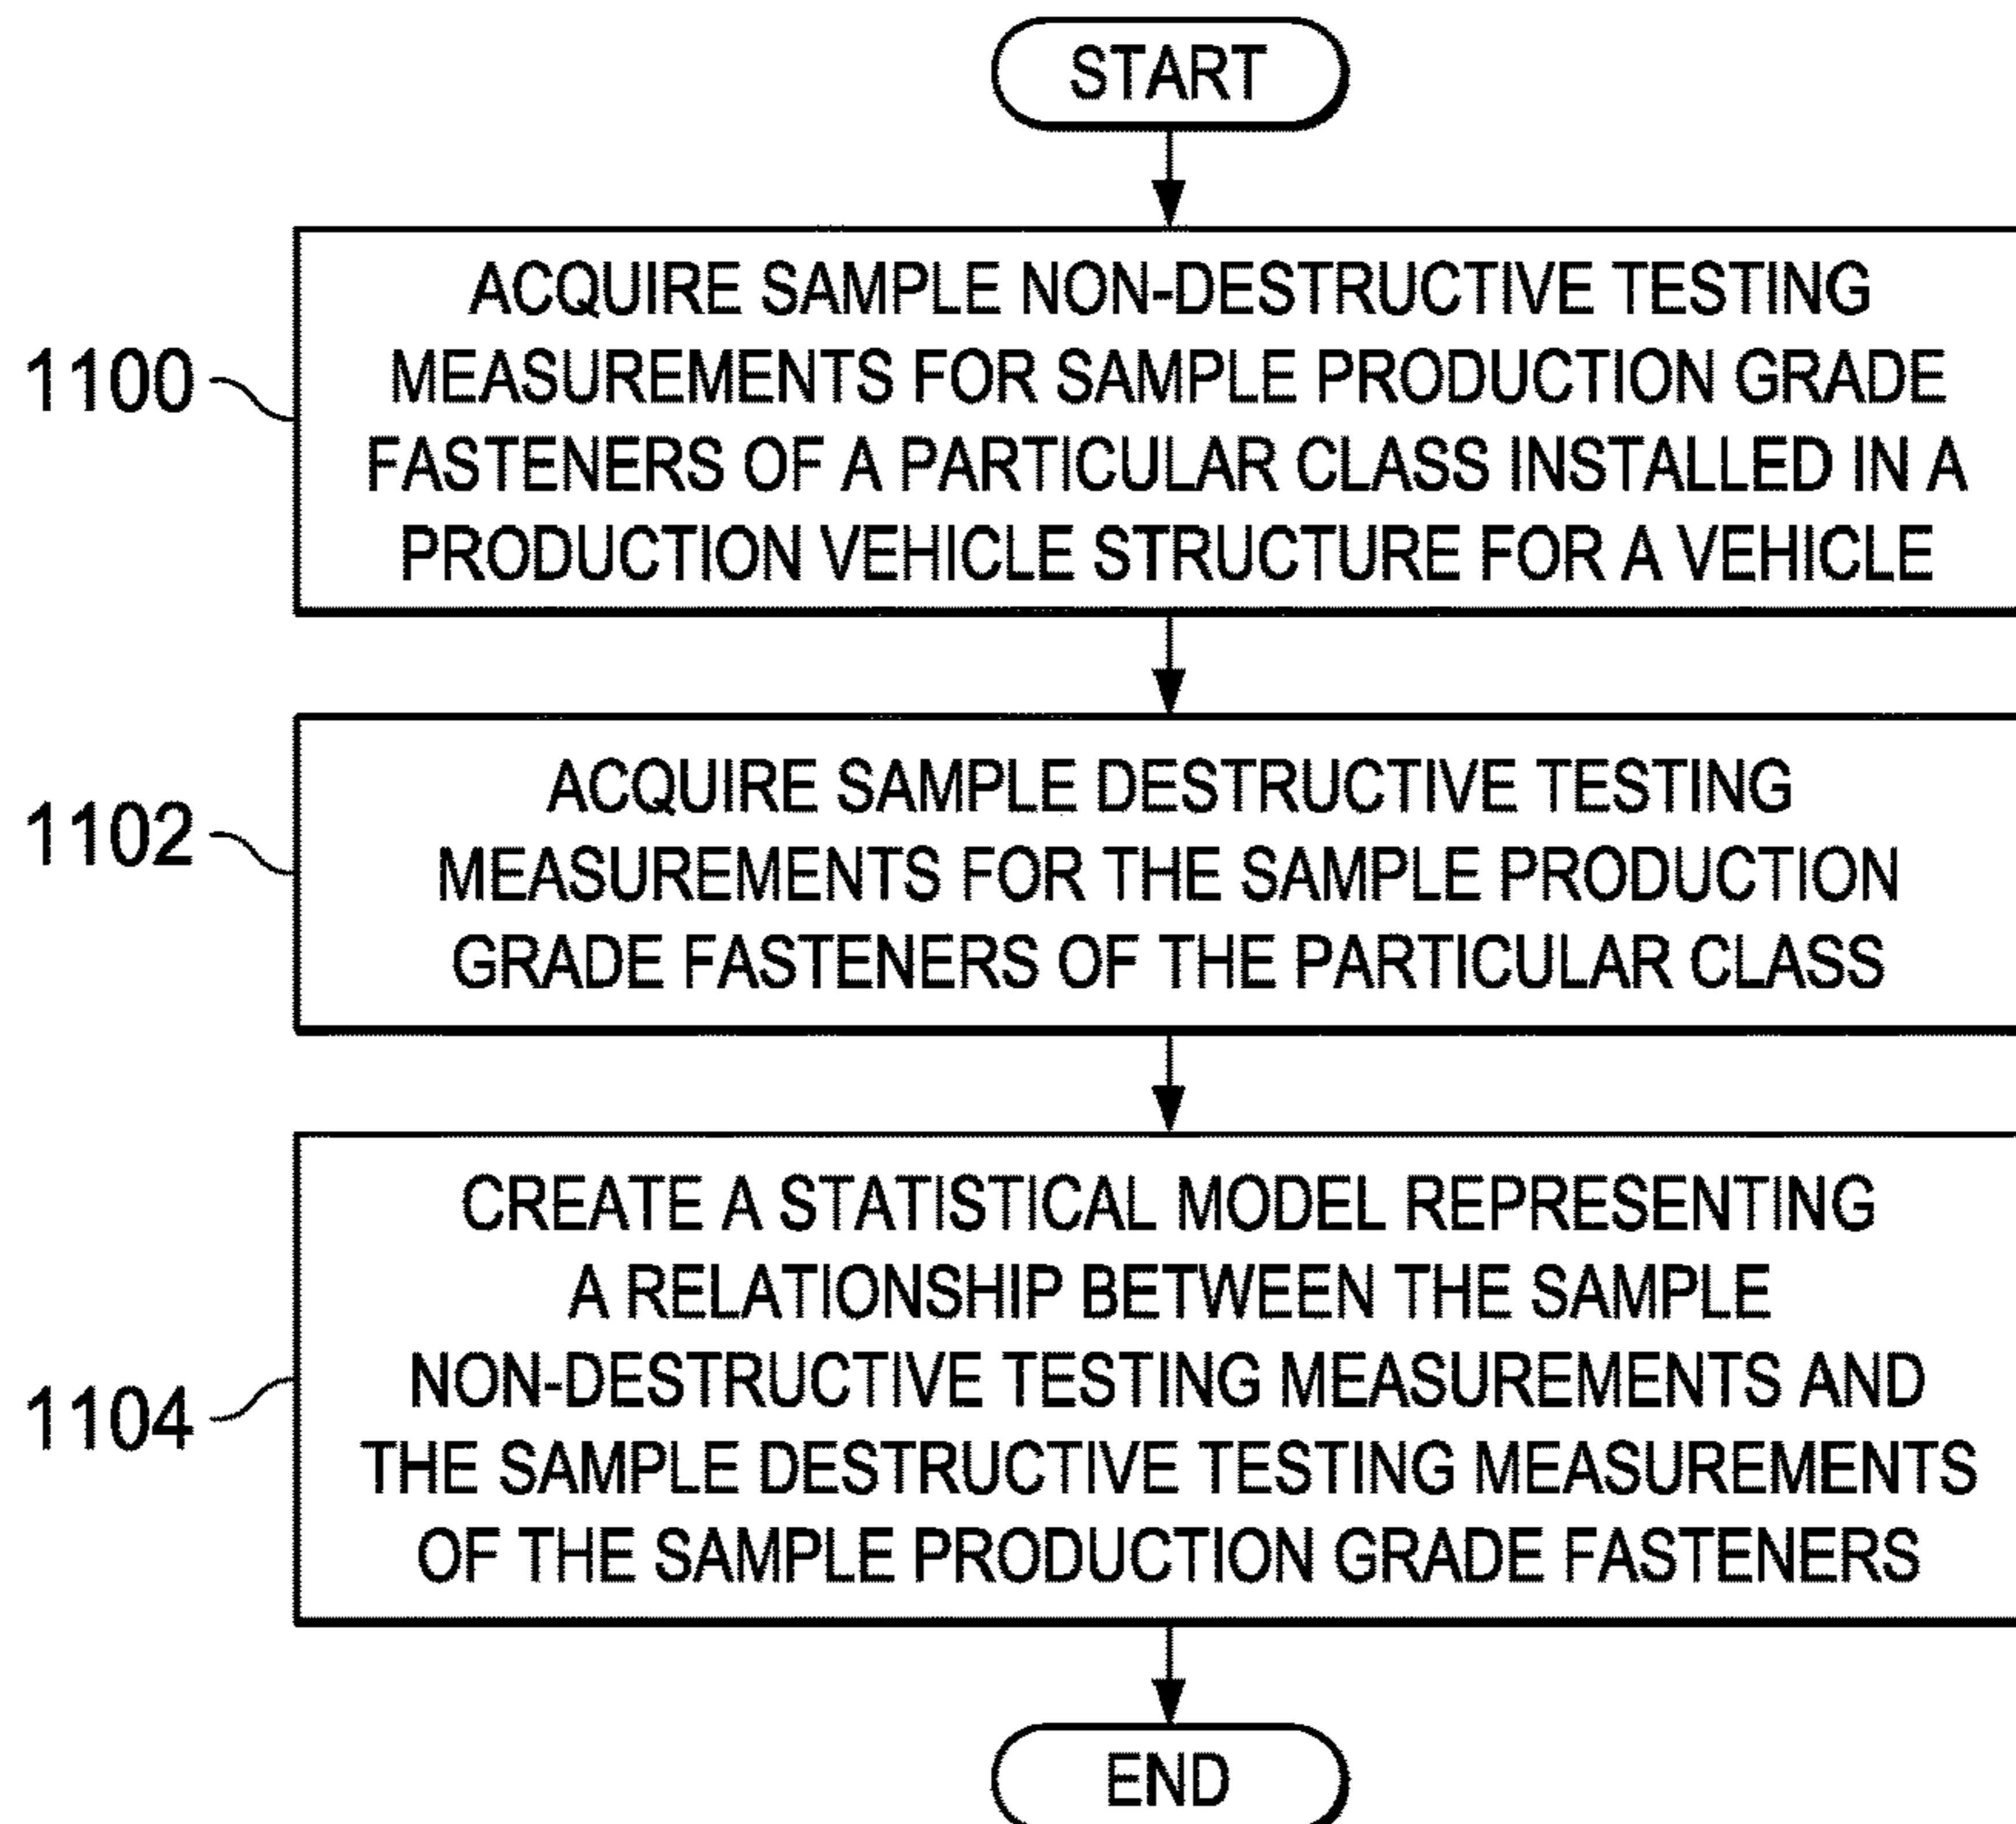 START
1100
ACQUIRE SAMPLE NON-DESTRUCTIVE TESTING
MEASUREMENTS FOR SAMPLE PRODUCTION GRADE
FASTENERS OF A PARTICULAR CLASS INSTALLED IN A
PRODUCTION VEHICLE STRUCTURE FOR A VEHICLE
1102
ACQUIRE SAMPLE DESTRUCTIVE TESTING
MEASUREMENTS FOR THE SAMPLE PRODUCTION
GRADE FASTENERS OF THE PARTICULAR CLASS
1104
CREATE A STATISTICAL MODEL REPRESENTING
A RELATIONSHIP BETWEEN THE SAMPLE
NON-DESTRUCTIVE TESTING MEASUREMENTS AND
THE SAMPLE DESTRUCTIVE TESTING MEASUREMENTS
OF THE SAMPLE PRODUCTION GRADE FASTENERS
END